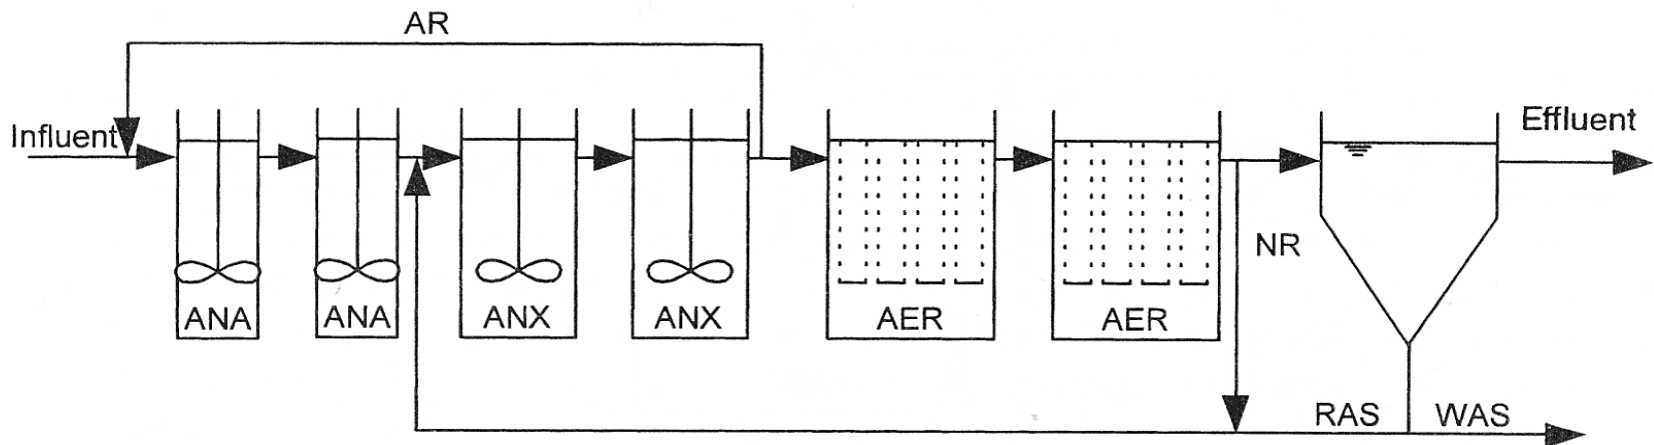 AR
Influent
Effluent
NR
ANA
ANA
ANX
ANX
AER
AER
RAS
WAS